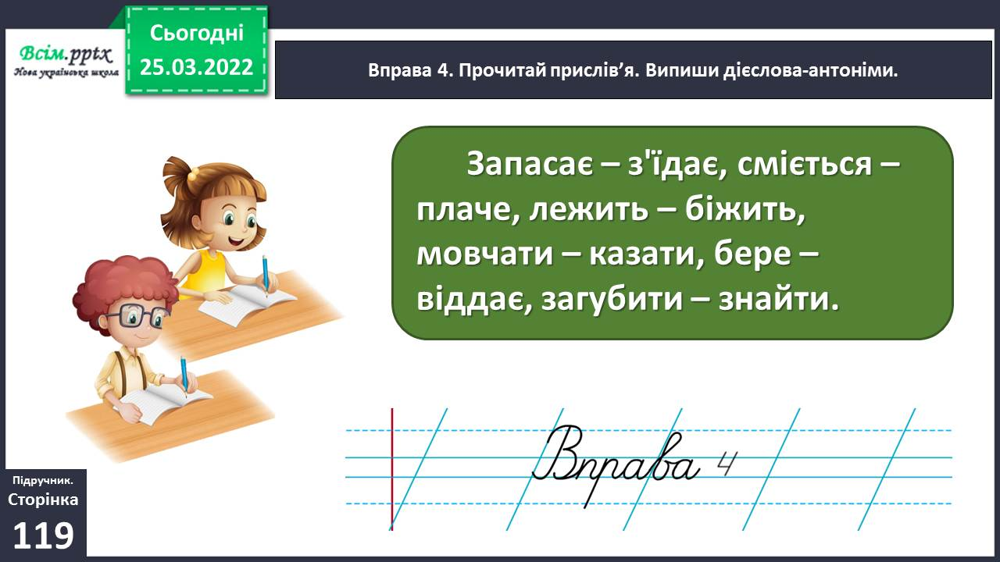 Всім.pptx
Нова українська школа
Сьогодні
25.03.2022
Вправа 4. Прочитай прислів’я. Випиши дієслова-антоніми.
Запасає – з'їдає, сміється –
плаче, лежить – біжить,
мовчати – казати, бере –
віддає, загубити – знайти.
Вправа 4
Підручник.
Сторінка
119